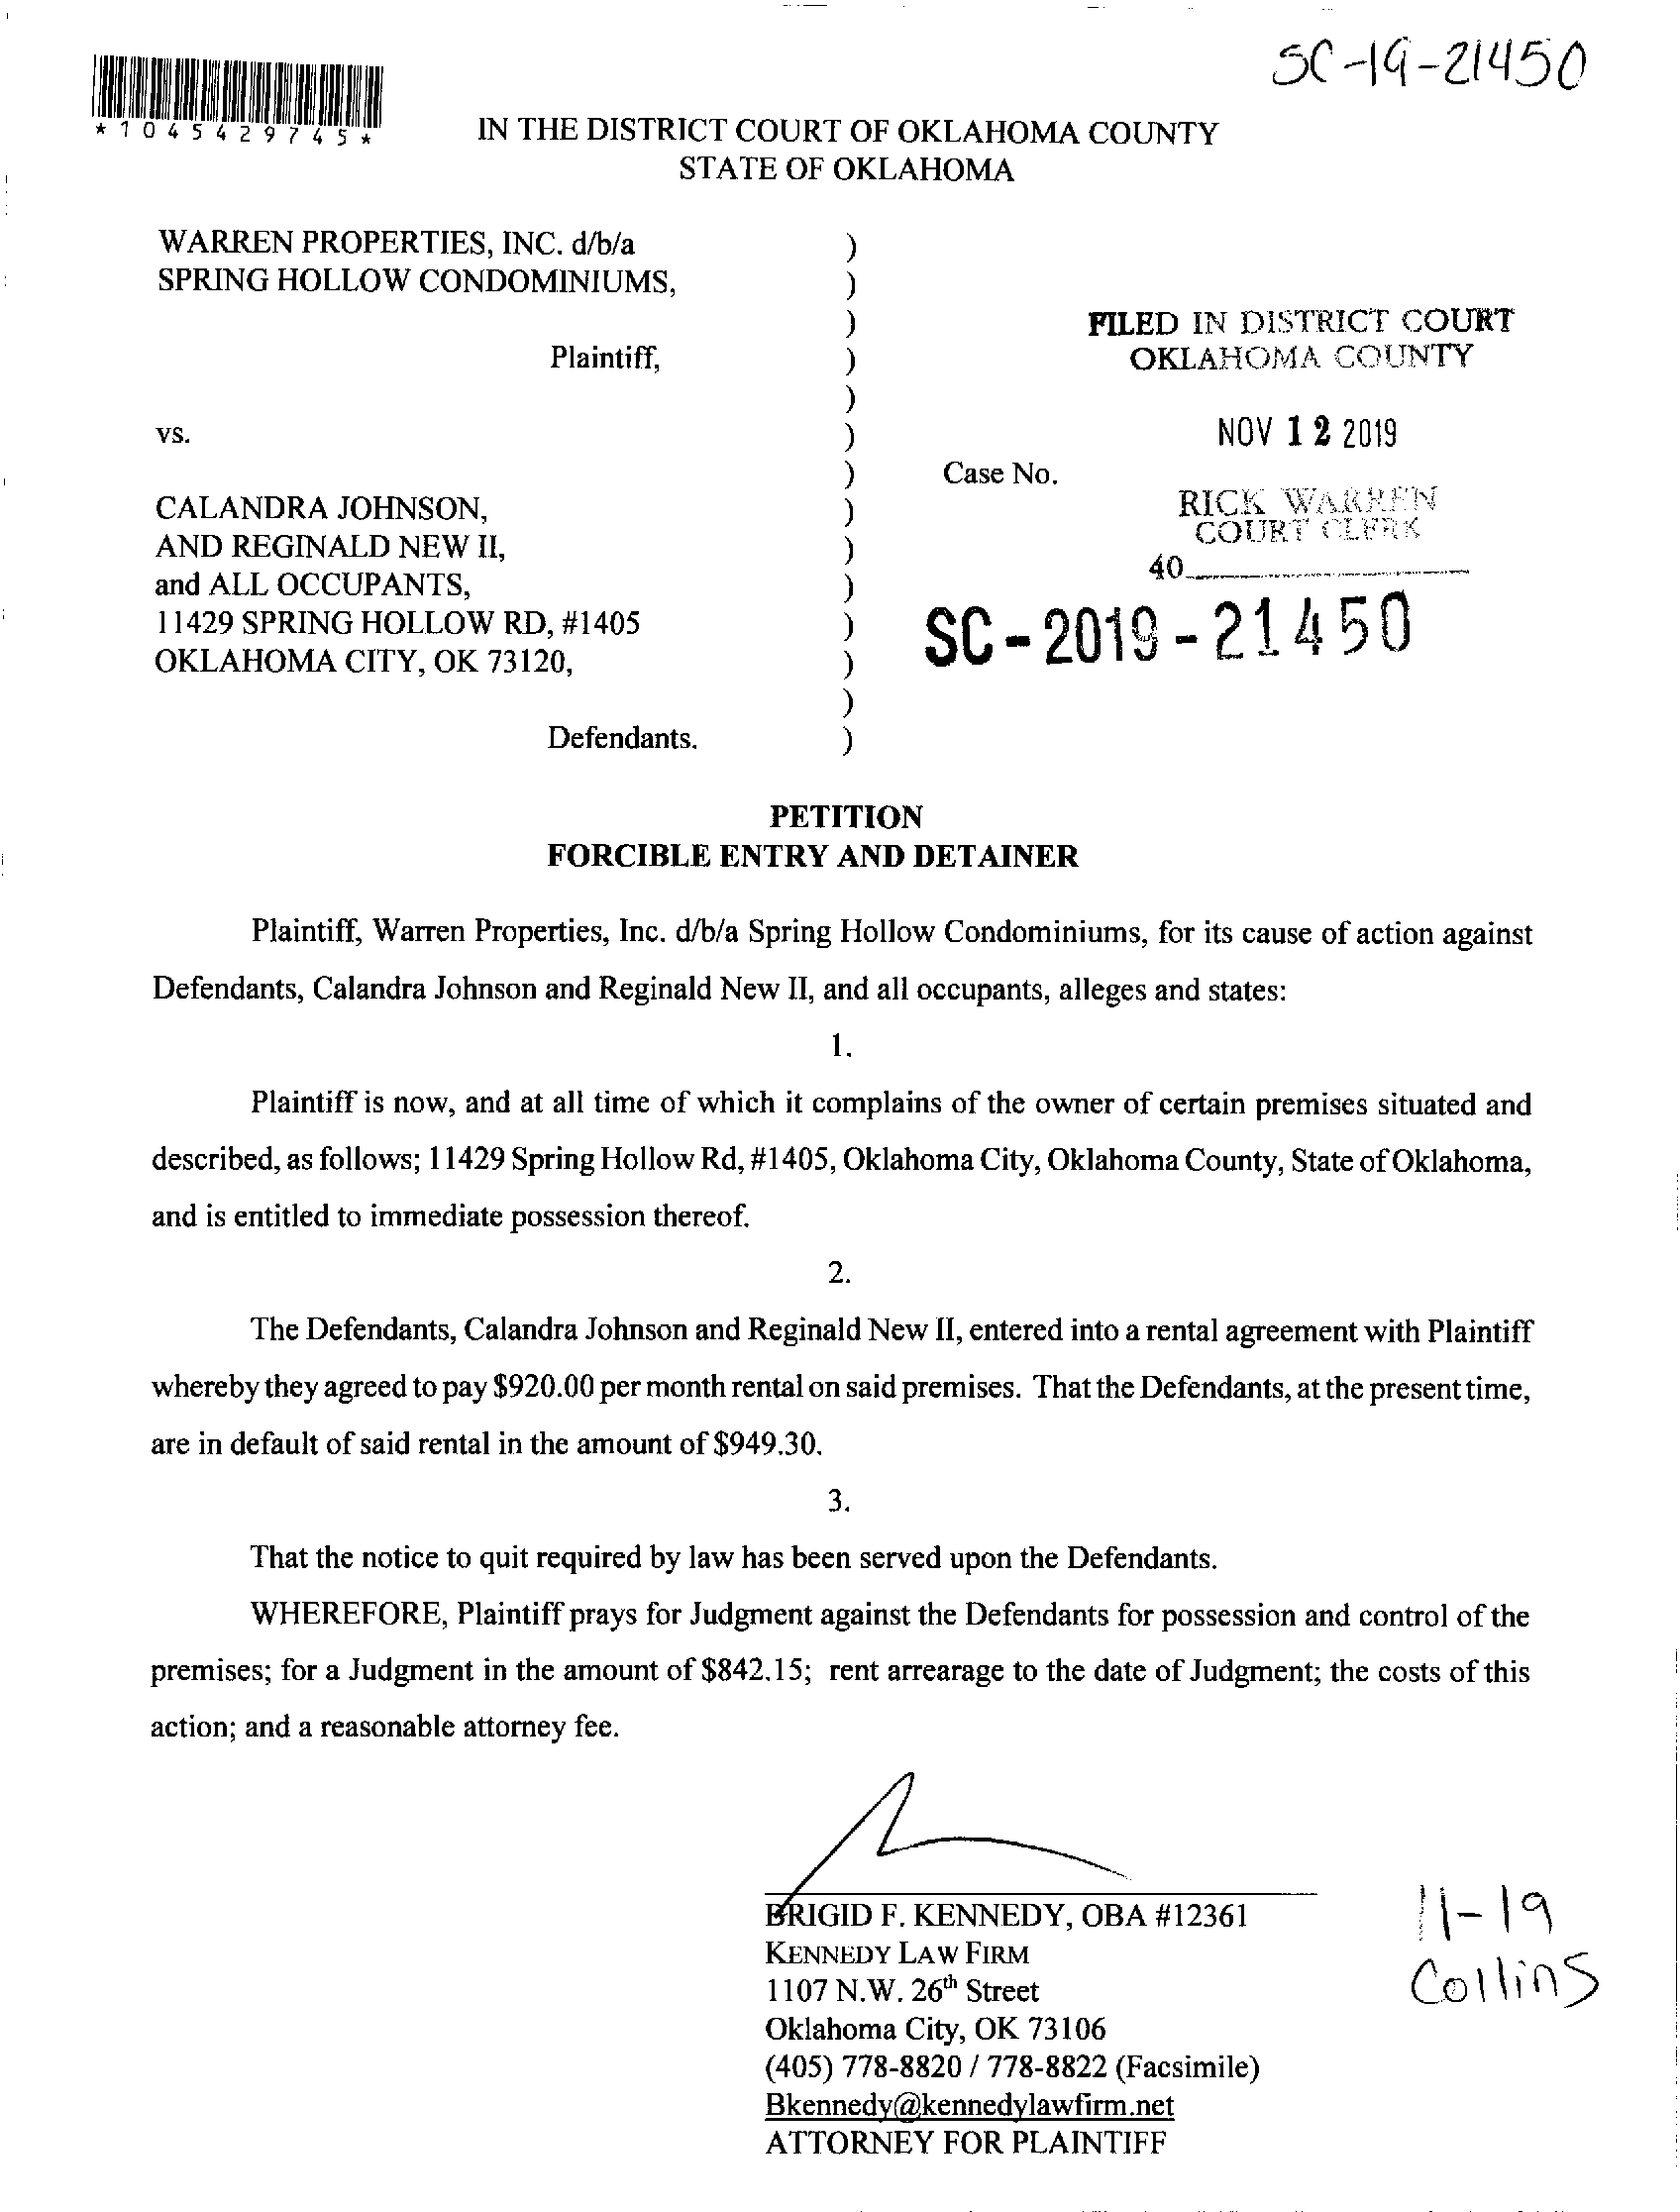 SC-19-21450
*1045429745*
IN THE DISTRICT COURT OF OKLAHOMA COUNTY
STATE OF OKLAHOMA
WARREN PROPERTIES, INC. d/b/a )
SPRING HOLLOW CONDOMINIUMS, )
) FILED IN DISTRICT COURT
Plaintiff, ) OKLAHOMA COUNTY
)
vs. ) NOV 12 2019
) Case No.
CALANDRA JOHNSON, ) RICK WARREN
AND REGINALD NEW II, ) COURT CLERK
and ALL OCCUPANTS, ) 40
11429 SPRING HOLLOW RD, #1405 ) SC-2019-21450
OKLAHOMA CITY, OK 73120, )
)
Defendants. )
PETITION
FORCIBLE ENTRY AND DETAINER
Plaintiff, Warren Properties, Inc. d/b/a Spring Hollow Condominiums, for its cause of action against
Defendants, Calandra Johnson and Reginald New II, and all occupants, alleges and states:
1.
Plaintiff is now, and at all time of which it complains of the owner of certain premises situated and
described, as follows; 11429 Spring Hollow Rd, #1405, Oklahoma City, Oklahoma County, State of Oklahoma,
and is entitled to immediate possession thereof.
2.
The Defendants, Calandra Johnson and Reginald New II, entered into a rental agreement with Plaintiff
whereby they agreed to pay $920.00 per month rental on said premises. That the Defendants, at the present time,
are in default of said rental in the amount of $949.30.
3.
That the notice to quit required by law has been served upon the Defendants.
WHEREFORE, Plaintiff prays for Judgment against the Defendants for possession and control of the
premises; for a Judgment in the amount of $842.15; rent arrearage to the date of Judgment; the costs of this
action; and a reasonable attorney fee.
BRIGID F. KENNEDY, OBA #12361
KENNEDY LAW FIRM
1107 N.W. 26th Street
Oklahoma City, OK 73106
(405) 778-8820 / 778-8822 (Facsimile)
Bkennedy@kennedylawfirm.net
ATTORNEY FOR PLAINTIFF
11-19
Collins